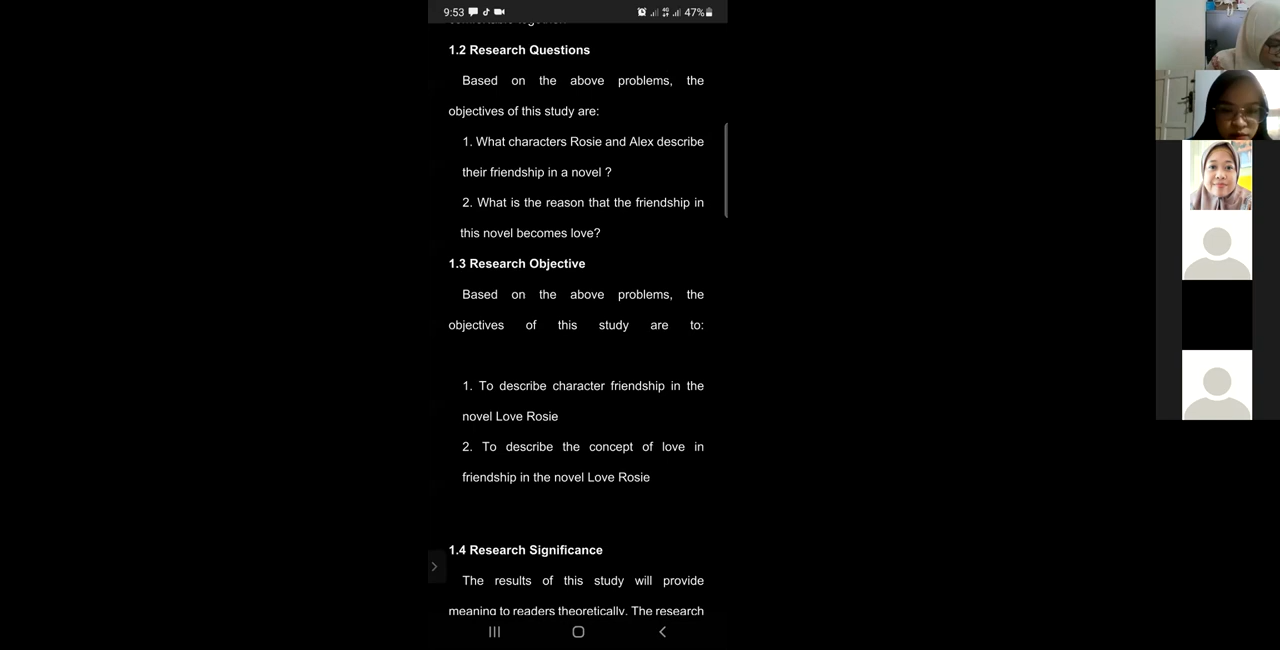 9:53 47%
1.2 Research Questions
Based on the above problems, the
objectives of this study are:
1. What characters Rosie and Alex describe
their friendship in a novel ?
2. What is the reason that the friendship in
this novel becomes love?
1.3 Research Objective
Based on the above problems, the
objectives of this study are to:
1. To describe character friendship in the
novel Love Rosie
2. To describe the concept of love in
friendship in the novel Love Rosie
1.4 Research Significance
The results of this study will provide
meaning to readers theoretically. The research